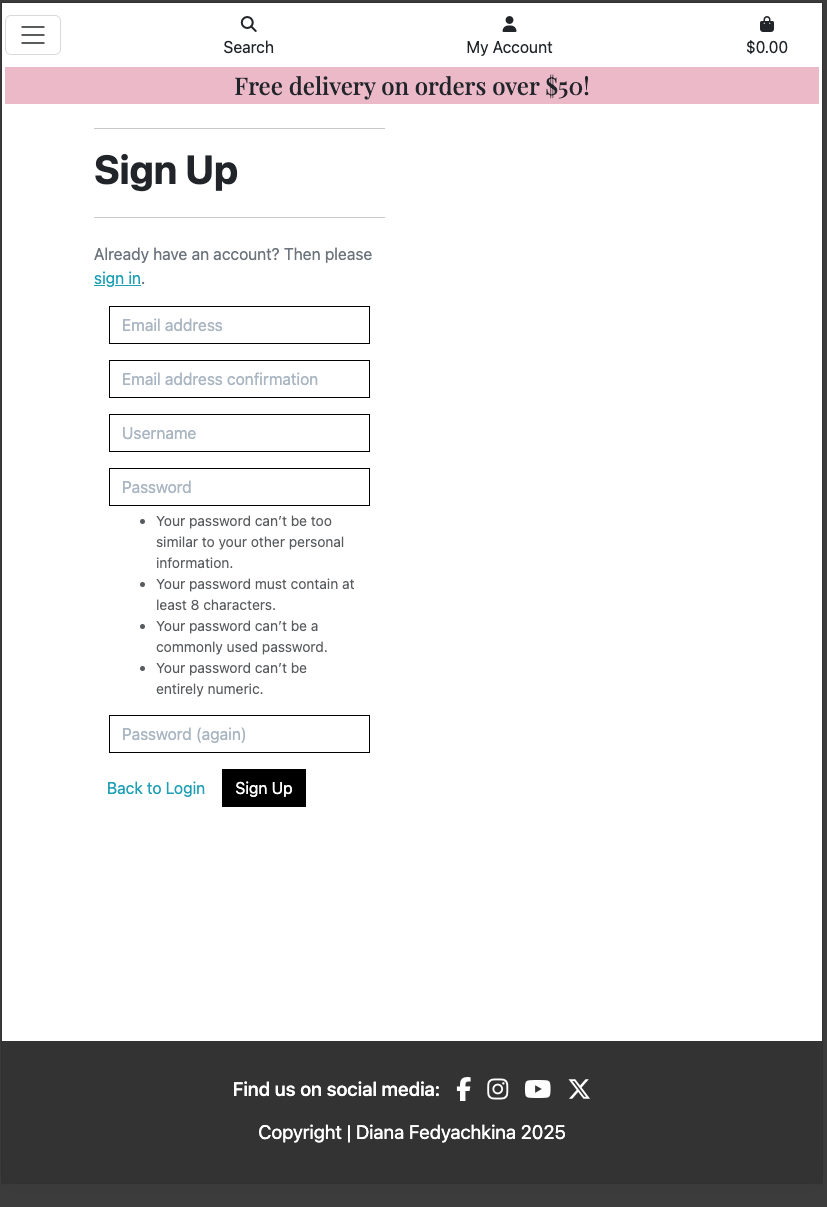 Search
My Account
$0.00
Free delivery on orders over $50!
Sign Up
Already have an account? Then please
sign in.
Email address
Email address confirmation
Username
Password
Your password can’t be too
similar to your other personal
information.
Your password must contain at
least 8 characters.
Your password can’t be a
commonly used password.
Your password can’t be
entirely numeric.
Password (again)
Back to Login
Sign Up
Find us on social media:
Copyright | Diana Fedyachkina 2025